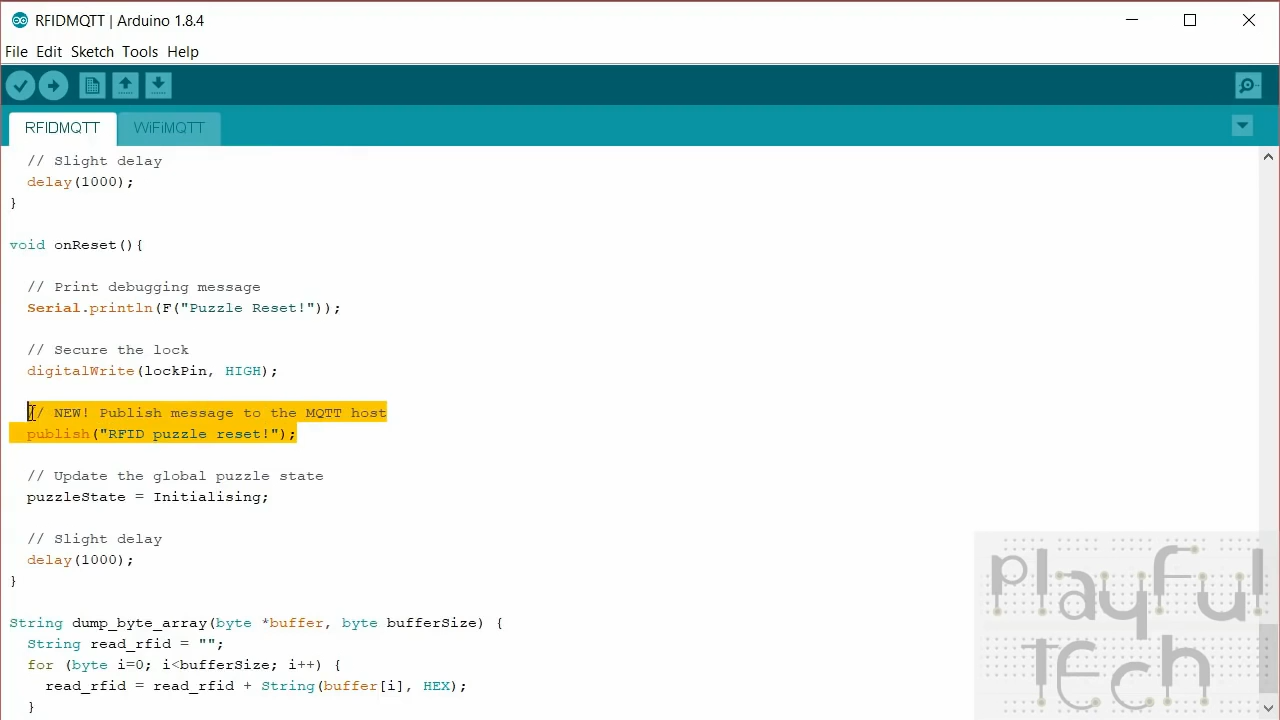 RFIDMQTT | Arduino 1.8.4
File Edit Sketch Tools Help
RFIDMQTT WiFiMQTT
// Slight delay
delay(1000);
}
void onReset(){
// Print debugging message
Serial.println(F("Puzzle Reset!"));
// Secure the lock
digitalWrite(lockPin, HIGH);
// NEW! Publish message to the MQTT host
publish("RFID puzzle reset!");
// Update the global puzzle state
puzzleState = Initialising;
// Slight delay
delay(1000);
}
String dump_byte_array(byte *buffer, byte bufferSize) {
String read_rfid = "";
for (byte i=0; i<bufferSize; i++) {
read_rfid = read_rfid + String(buffer[i], HEX);
}
playful
tEch